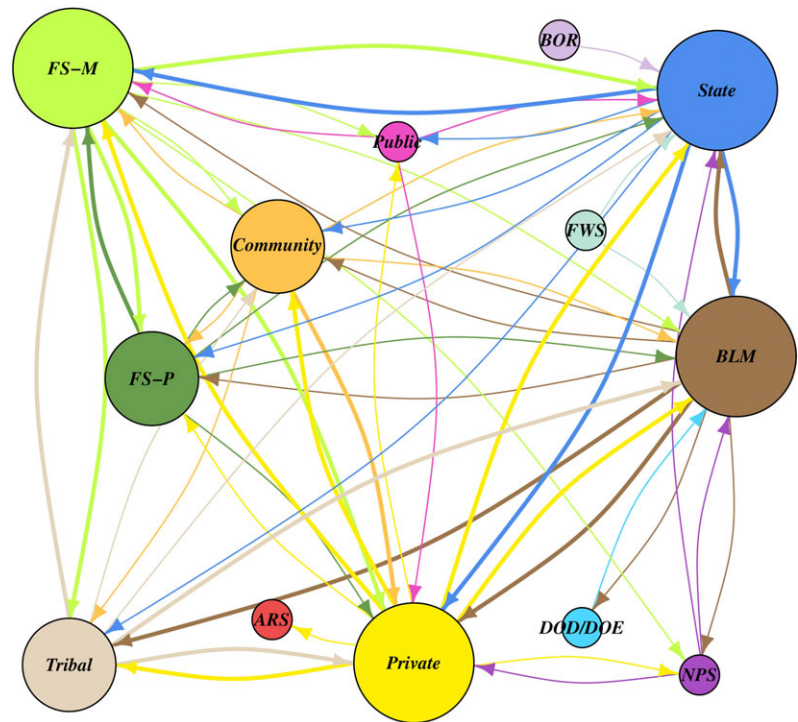 BOR
FS–M
State
Public
FWS
Community
BLM
FS–P
ARS
DOD/DOE
Private
Tribal
NPS